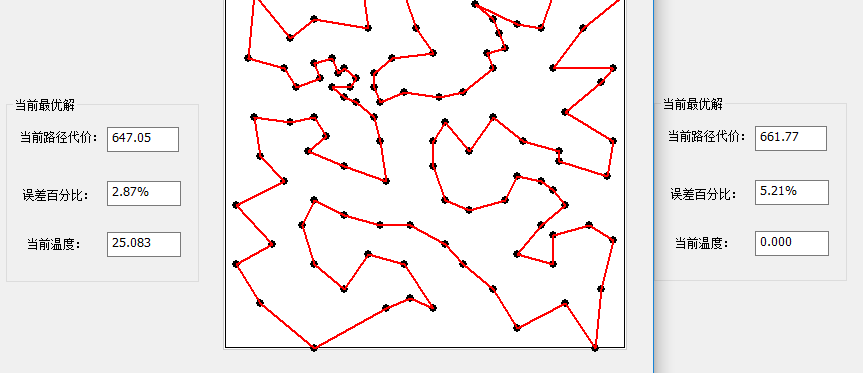 当前最优解
当前路径代价： 647.05
误差百分比： 2.87%
当前温度： 25.083
当前最优解
当前路径代价： 661.77
误差百分比： 5.21%
当前温度： 0.000